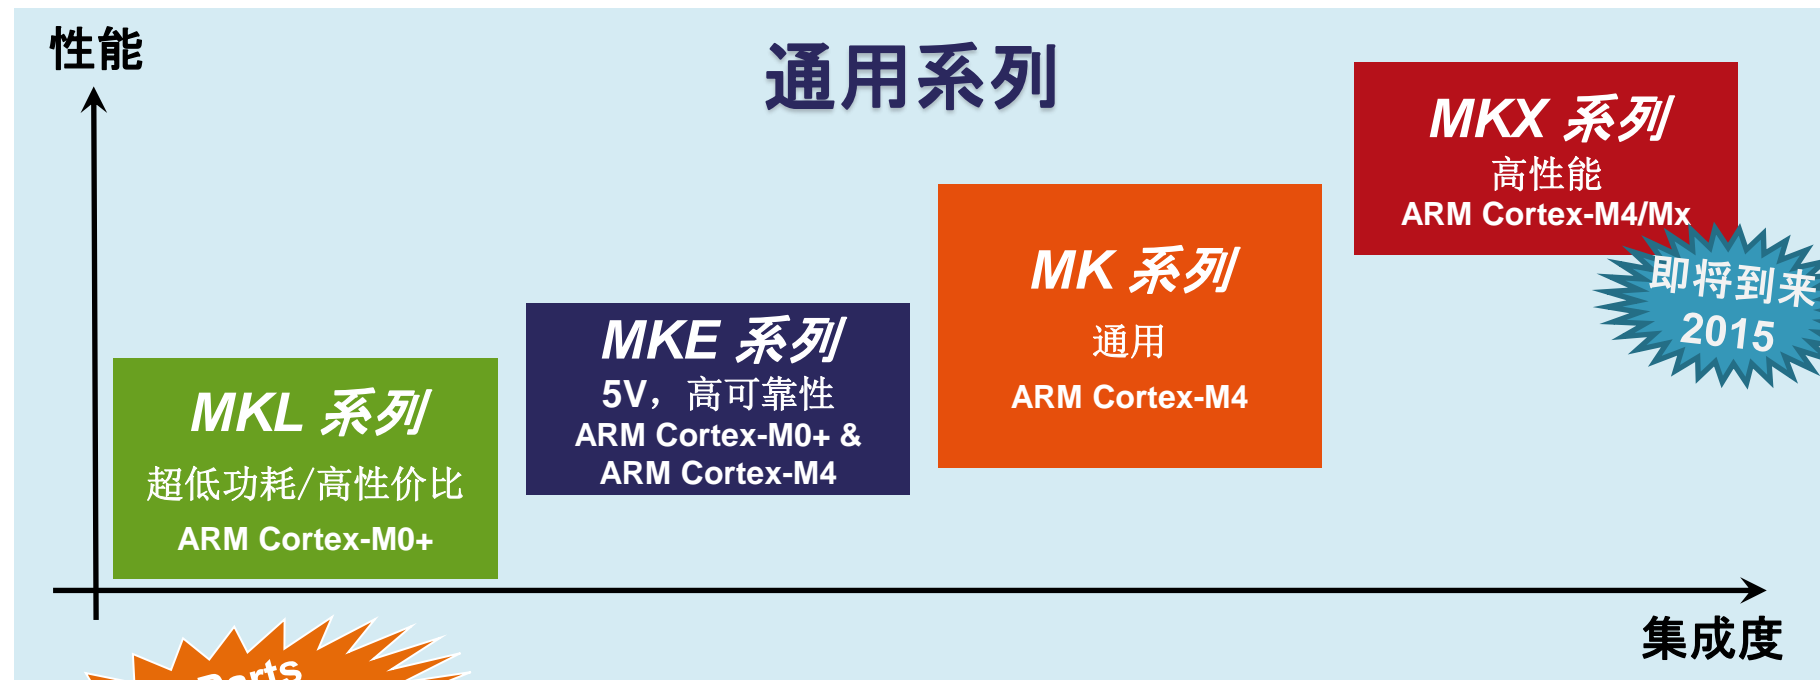 性能
通用系列
MKX 系列
高性能
ARM Cortex-M4/Mx
即将到来
2015
MK 系列
通用
ARM Cortex-M4
MKE 系列
5V，高可靠性
ARM Cortex-M0+ &
ARM Cortex-M4
MKL 系列
超低功耗/高性价比
ARM Cortex-M0+
集成度
Parts